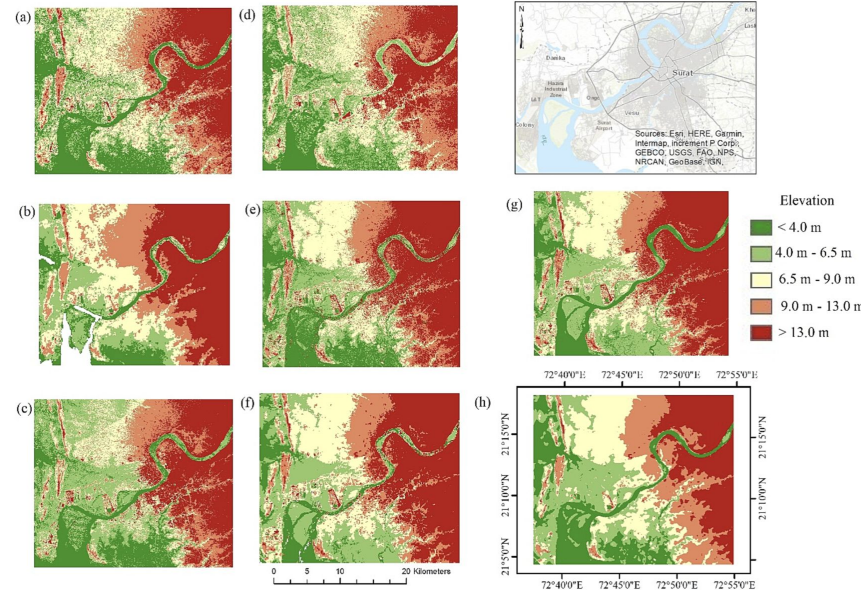 (a)
(d)
N
Surat
Sources: Esri, HERE, Garmin,
Intermap, increment P Corp.,
GEBCO, USGS, FAO, NPS,
NRCAN, GeoBase, IGN,
(b)
(e)
(g)
Elevation
< 4.0 m
4.0 m - 6.5 m
6.5 m - 9.0 m
9.0 m - 13.0 m
> 13.0 m
(c)
(f)
(h)
72°40'0"E 72°45'0"E 72°50'0"E 72°55'0"E
21°15'0"N
21°10'0"N
21°5'0"N
21°15'0"N
21°10'0"N
0 5 10 20 Kilometers
72°40'0"E 72°45'0"E 72°50'0"E 72°55'0"E